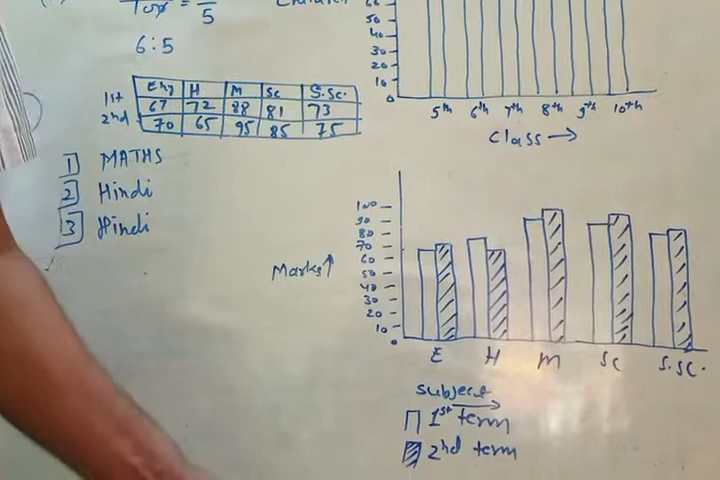 5
6:5
60
50
40
30
20
10
0
5th 6th 7th 8th 9th 10th
Class →
Eng H M Sc S.Sc.
1st 67 72 88 81 73
2nd 70 65 95 85 75
1 MATHS
2 Hindi
3 Hindi
100
90
80
70
60
50
40
30
20
10
0
Marks↑
E H M Sc S.Sc.
Subject →
1st term
2nd term